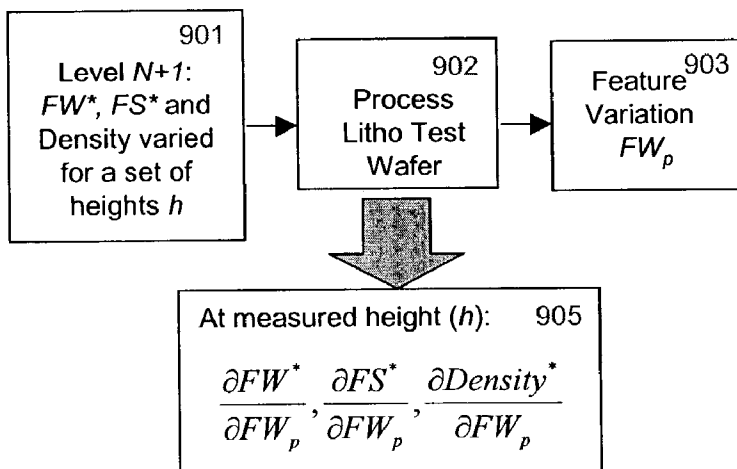 901
Level N+1:
FW*, FS* and
Density varied
for a set of
heights h
902
Process
Litho Test
Wafer
903
Feature
Variation
FWₚ
At measured height (h): 905
∂FW*/∂FWₚ, ∂FS*/∂FWₚ, ∂Density*/∂FWₚ